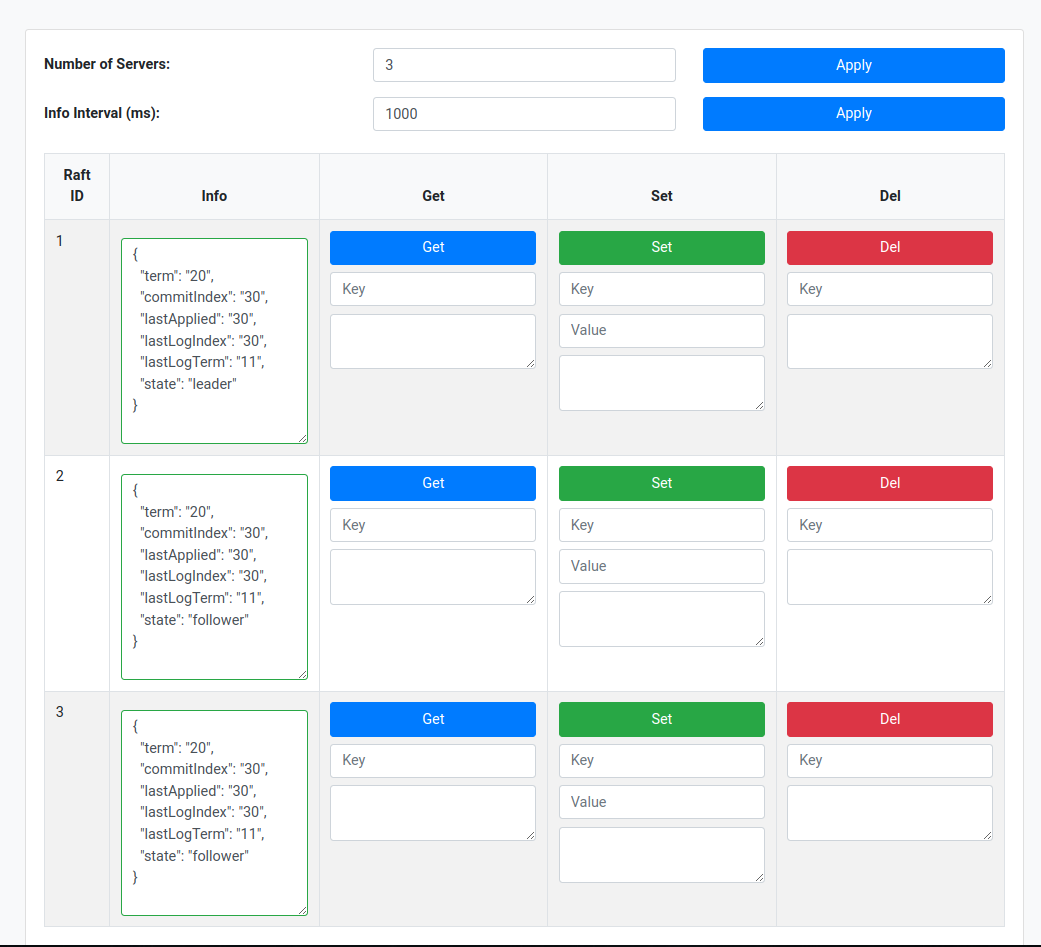 Number of Servers:
3
Apply
Info Interval (ms):
1000
Apply
Raft
ID
Info
Get
Set
Del
1
{
"term": "20",
"commitIndex": "30",
"lastApplied": "30",
"lastLogIndex": "30",
"lastLogTerm": "11",
"state": "leader"
}
Get
Key
Set
Key
Value
Del
Key
2
{
"term": "20",
"commitIndex": "30",
"lastApplied": "30",
"lastLogIndex": "30",
"lastLogTerm": "11",
"state": "follower"
}
Get
Key
Set
Key
Value
Del
Key
3
{
"term": "20",
"commitIndex": "30",
"lastApplied": "30",
"lastLogIndex": "30",
"lastLogTerm": "11",
"state": "follower"
}
Get
Key
Set
Key
Value
Del
Key